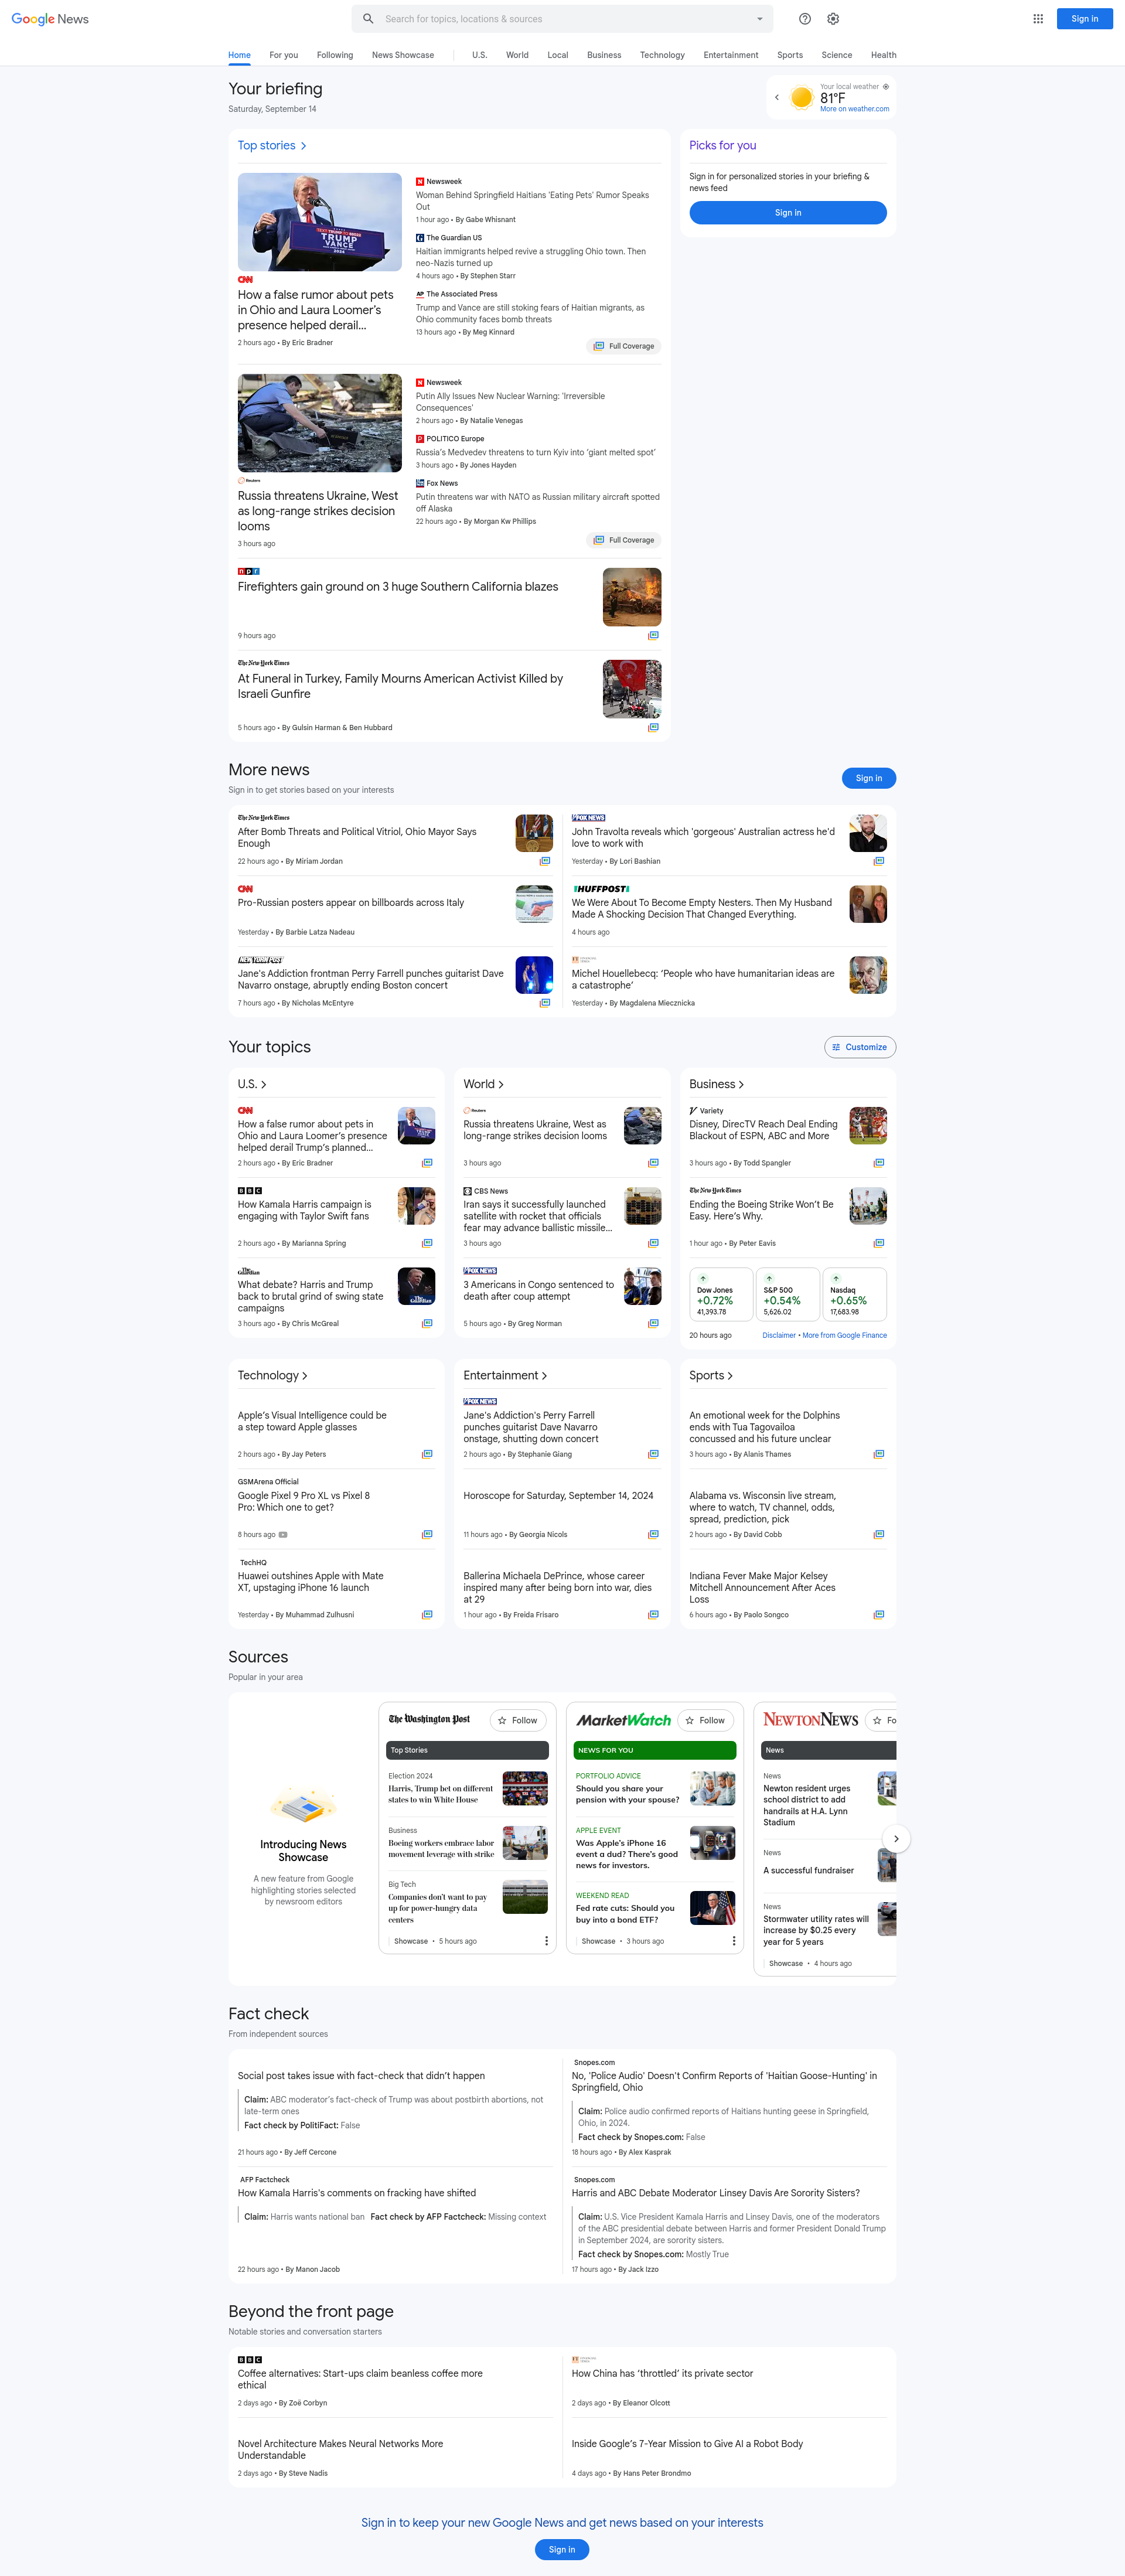 Google News
Search for topics, locations & sources
Sign in
Home
For you
Following
News Showcase
U.S.
World
Local
Business
Technology
Entertainment
Sports
Science
Health
Your briefing
Saturday, September 14
Your local weather
81°F
More on weather.com
Top stories
TRUMP
VANCE
2024
CNN
How a false rumor about pets
in Ohio and Laura Loomer's
presence helped derail...
2 hours ago • By Eric Bradner
Newsweek
Woman Behind Springfield Haitians 'Eating Pets' Rumor Speaks
Out
1 hour ago • By Gabe Whisnant
The Guardian US
Haitian immigrants helped revive a struggling Ohio town. Then
neo-Nazis turned up
4 hours ago • By Stephen Starr
AP The Associated Press
Trump and Vance are still stoking fears of Haitian migrants, as
Ohio community faces bomb threats
13 hours ago • By Meg Kinnard
Full Coverage
Reuters
Russia threatens Ukraine, West
as long-range strikes decision
looms
3 hours ago
Newsweek
Putin Ally Issues New Nuclear Warning: 'Irreversible
Consequences'
2 hours ago • By Natalie Venegas
POLITICO Europe
Russia's Medvedev threatens to turn Kyiv into 'giant melted spot'
3 hours ago • By Jones Hayden
Fox News
Putin threatens war with NATO as Russian military aircraft spotted
off Alaska
22 hours ago • By Morgan Kw Phillips
Full Coverage
npr
Firefighters gain ground on 3 huge Southern California blazes
9 hours ago
The New York Times
At Funeral in Turkey, Family Mourns American Activist Killed by
Israeli Gunfire
5 hours ago • By Gulsin Harman & Ben Hubbard
Picks for you
Sign in for personalized stories in your briefing &
news feed
Sign in
More news
Sign in to get stories based on your interests
Sign in
The New York Times
After Bomb Threats and Political Vitriol, Ohio Mayor Says
Enough
22 hours ago • By Miriam Jordan
CNN
Pro-Russian posters appear on billboards across Italy
Yesterday • By Barbie Latza Nadeau
NEW YORK POST
Jane's Addiction frontman Perry Farrell punches guitarist Dave
Navarro onstage, abruptly ending Boston concert
7 hours ago • By Nicholas McEntyre
FOX NEWS
John Travolta reveals which 'gorgeous' Australian actress he'd
love to work with
Yesterday • By Lori Bashian
HUFFPOST
We Were About To Become Empty Nesters. Then My Husband
Made A Shocking Decision That Changed Everything.
4 hours ago
Michel Houellebecq: 'People who have humanitarian ideas are
a catastrophe'
Yesterday • By Magdalena Miecznicka
Your topics
Customize
U.S.
CNN
How a false rumor about pets in
Ohio and Laura Loomer's presence
helped derail Trump's planned...
2 hours ago • By Eric Bradner
BBC
How Kamala Harris campaign is
engaging with Taylor Swift fans
2 hours ago • By Marianna Spring
The Guardian
What debate? Harris and Trump
back to brutal grind of swing state
campaigns
3 hours ago • By Chris McGreal
World
Reuters
Russia threatens Ukraine, West as
long-range strikes decision looms
3 hours ago
CBS News
Iran says it successfully launched
satellite with rocket that officials
fear may advance ballistic missile...
3 hours ago
FOX NEWS
3 Americans in Congo sentenced to
death after coup attempt
5 hours ago • By Greg Norman
Business
Variety
Disney, DirecTV Reach Deal Ending
Blackout of ESPN, ABC and More
3 hours ago • By Todd Spangler
The New York Times
Ending the Boeing Strike Won't Be
Easy. Here's Why.
1 hour ago • By Peter Eavis
Dow Jones
+0.72%
41,393.78
S&P 500
+0.54%
5,626.02
Nasdaq
+0.65%
17,683.98
20 hours ago
Disclaimer • More from Google Finance
Technology
Apple's Visual Intelligence could be
a step toward Apple glasses
2 hours ago • By Jay Peters
GSMArena Official
Google Pixel 9 Pro XL vs Pixel 8
Pro: Which one to get?
8 hours ago
TechHQ
Huawei outshines Apple with Mate
XT, upstaging iPhone 16 launch
Yesterday • By Muhammad Zulhusni
Entertainment
FOX NEWS
Jane's Addiction's Perry Farrell
punches guitarist Dave Navarro
onstage, shutting down concert
2 hours ago • By Stephanie Giang
Horoscope for Saturday, September 14, 2024
11 hours ago • By Georgia Nicols
Ballerina Michaela DePrince, whose career
inspired many after being born into war, dies
at 29
1 hour ago • By Freida Frisaro
Sports
An emotional week for the Dolphins
ends with Tua Tagovailoa
concussed and his future unclear
3 hours ago • By Alanis Thames
Alabama vs. Wisconsin live stream,
where to watch, TV channel, odds,
spread, prediction, pick
2 hours ago • By David Cobb
Indiana Fever Make Major Kelsey
Mitchell Announcement After Aces
Loss
6 hours ago • By Paolo Songco
Sources
Popular in your area
Introducing News
Showcase
A new feature from Google
highlighting stories selected
by newsroom editors
The Washington Post
Follow
Top Stories
Election 2024
Harris, Trump bet on different
states to win White House
Business
Boeing workers embrace labor
movement leverage with strike
Big Tech
Companies don't want to pay
up for power-hungry data
centers
Showcase • 5 hours ago
MarketWatch
Follow
NEWS FOR YOU
PORTFOLIO ADVICE
Should you share your
pension with your spouse?
APPLE EVENT
Was Apple's iPhone 16
event a dud? There's good
news for investors.
WEEKEND READ
Fed rate cuts: Should you
buy into a bond ETF?
Showcase • 3 hours ago
NEWTON NEWS
Fo
News
News
Newton resident urges
school district to add
handrails at H.A. Lynn
Stadium
News
A successful fundraiser
News
Stormwater utility rates will
increase by $0.25 every
year for 5 years
Showcase • 4 hours ago
Fact check
From independent sources
Social post takes issue with fact-check that didn't happen
Claim: ABC moderator's fact-check of Trump was about postbirth abortions, not
late-term ones
Fact check by PolitiFact: False
21 hours ago • By Jeff Cercone
AFP Factcheck
How Kamala Harris's comments on fracking have shifted
Claim: Harris wants national ban Fact check by AFP Factcheck: Missing context
22 hours ago • By Manon Jacob
Snopes.com
No, 'Police Audio' Doesn't Confirm Reports of 'Haitian Goose-Hunting' in
Springfield, Ohio
Claim: Police audio confirmed reports of Haitians hunting geese in Springfield,
Ohio, in 2024.
Fact check by Snopes.com: False
18 hours ago • By Alex Kasprak
Snopes.com
Harris and ABC Debate Moderator Linsey Davis Are Sorority Sisters?
Claim: U.S. Vice President Kamala Harris and Linsey Davis, one of the moderators
of the ABC presidential debate between Harris and former President Donald Trump
in September 2024, are sorority sisters.
Fact check by Snopes.com: Mostly True
17 hours ago • By Jack Izzo
Beyond the front page
Notable stories and conversation starters
BBC
Coffee alternatives: Start-ups claim beanless coffee more
ethical
2 days ago • By Zoë Corbyn
Novel Architecture Makes Neural Networks More
Understandable
2 days ago • By Steve Nadis
How China has 'throttled' its private sector
2 days ago • By Eleanor Olcott
Inside Google's 7-Year Mission to Give AI a Robot Body
4 days ago • By Hans Peter Brondmo
Sign in to keep your new Google News and get news based on your interests
Sign in